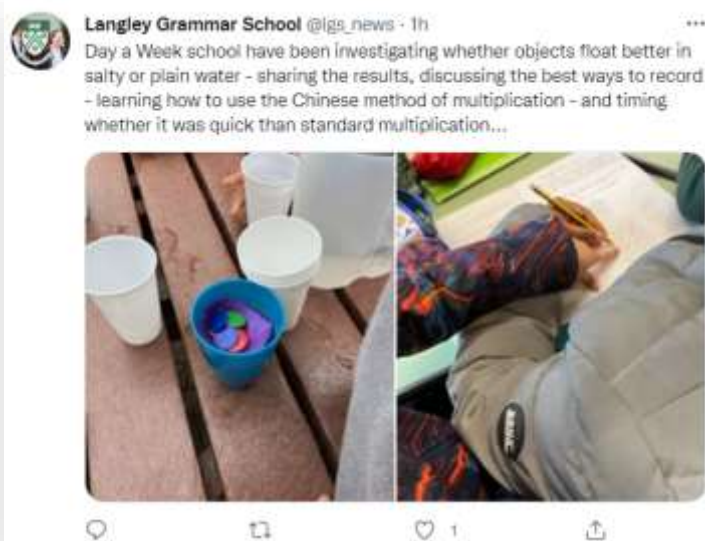 Langley Grammar School @lgs_news · 1h
Day a Week school have been investigating whether objects float better in
salty or plain water - sharing the results, discussing the best ways to record
- learning how to use the Chinese method of multiplication - and timing
whether it was quick than standard multiplication...
1